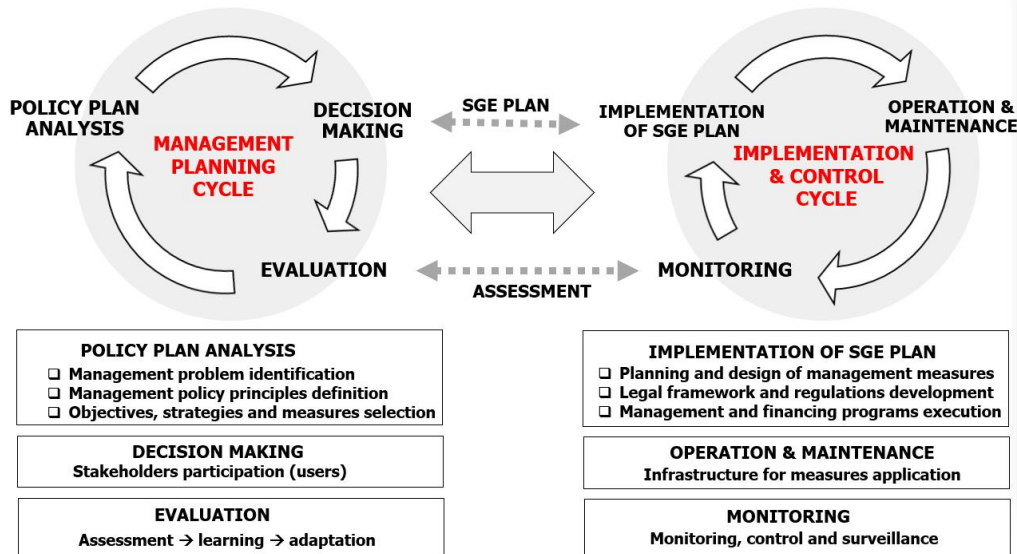 POLICY PLAN
ANALYSIS
DECISION
MAKING
MANAGEMENT
PLANNING
CYCLE
EVALUATION
SGE PLAN
ASSESSMENT
IMPLEMENTATION
OF SGE PLAN
OPERATION &
MAINTENANCE
IMPLEMENTATION
& CONTROL
CYCLE
MONITORING
POLICY PLAN ANALYSIS
❑ Management problem identification
❑ Management policy principles definition
❑ Objectives, strategies and measures selection
DECISION MAKING
Stakeholders participation (users)
EVALUATION
Assessment → learning → adaptation
IMPLEMENTATION OF SGE PLAN
❑ Planning and design of management measures
❑ Legal framework and regulations development
❑ Management and financing programs execution
OPERATION & MAINTENANCE
Infrastructure for measures application
MONITORING
Monitoring, control and surveillance